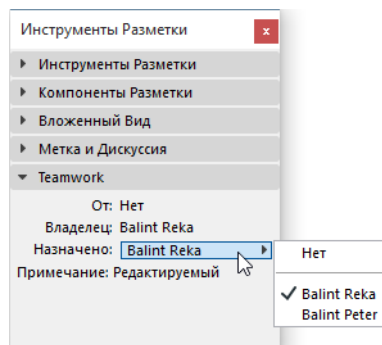 Инструменты Разметки
x
Инструменты Разметки
Компоненты Разметки
Вложенный Вид
Метка и Дискуссия
Teamwork
От: Нет
Владелец: Balint Reka
Назначено: Balint Reka
Нет
Примечание: Редактируемый
Balint Reka
Balint Peter